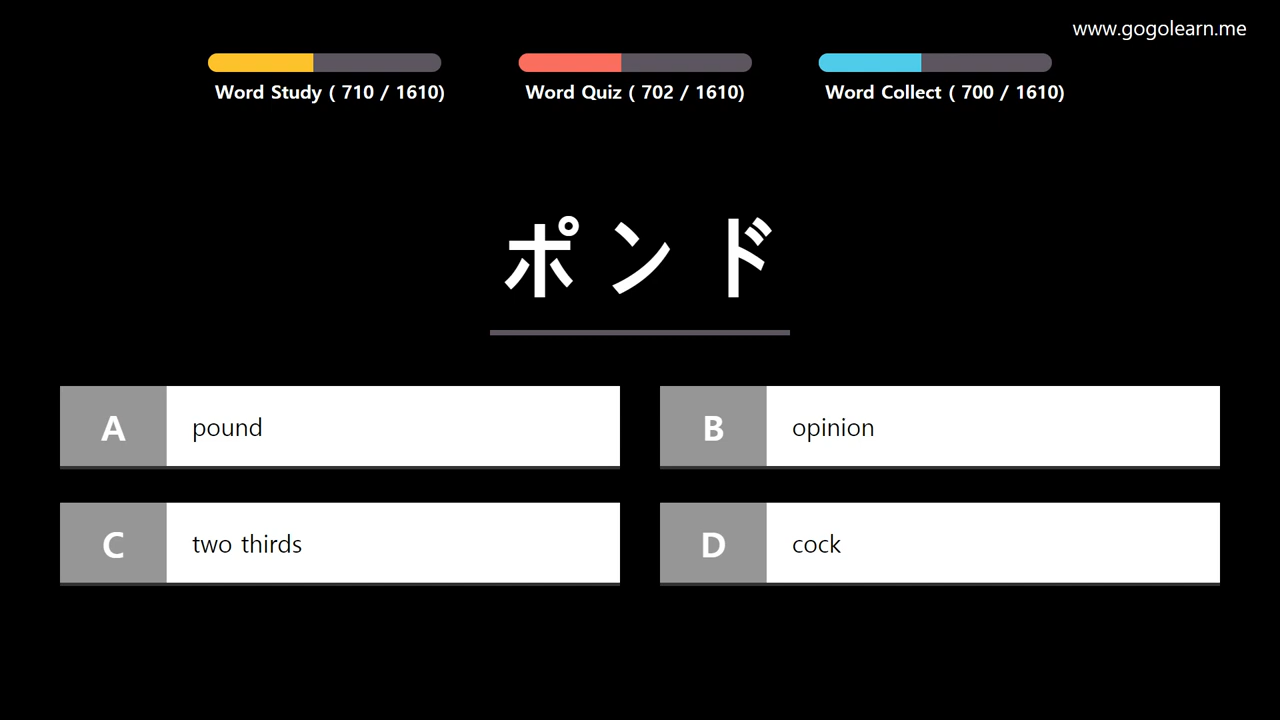 www.gogolearn.me
Word Study ( 710 / 1610)
Word Quiz ( 702 / 1610)
Word Collect ( 700 / 1610)
ポンド
A pound
B opinion
C two thirds
D cock